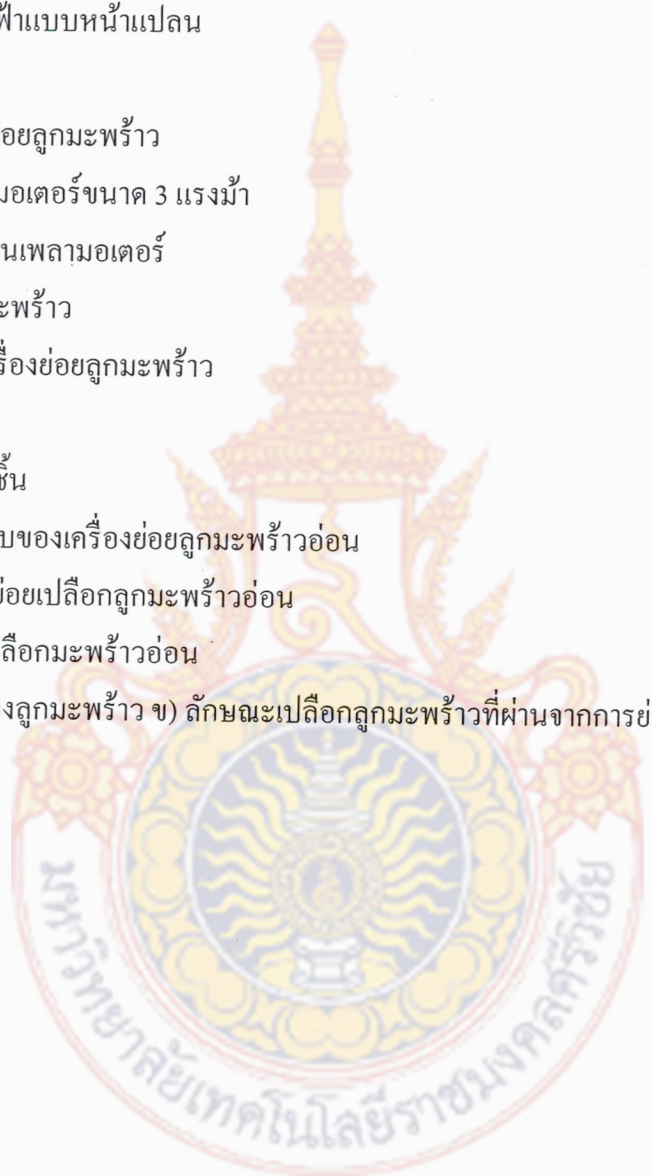 ฟ้าแบบหน้าแปลน
อยลูกมะพร้าว
มอเตอร์ขนาด 3 แรงม้า
นเพลามอเตอร์
ะพร้าว
รื่องย่อยลูกมะพร้าว
ชิ้น
บของเครื่องย่อยลูกมะพร้าวอ่อน
ย่อยเปลือกลูกมะพร้าวอ่อน
ลือกมะพร้าวอ่อน
งลูกมะพร้าว ข) ลักษณะเปลือกลูกมะพร้าวที่ผ่านจากการย่
มหาวิทยาลัยเทคโนโลยีราชมงคลศรีวิชัย